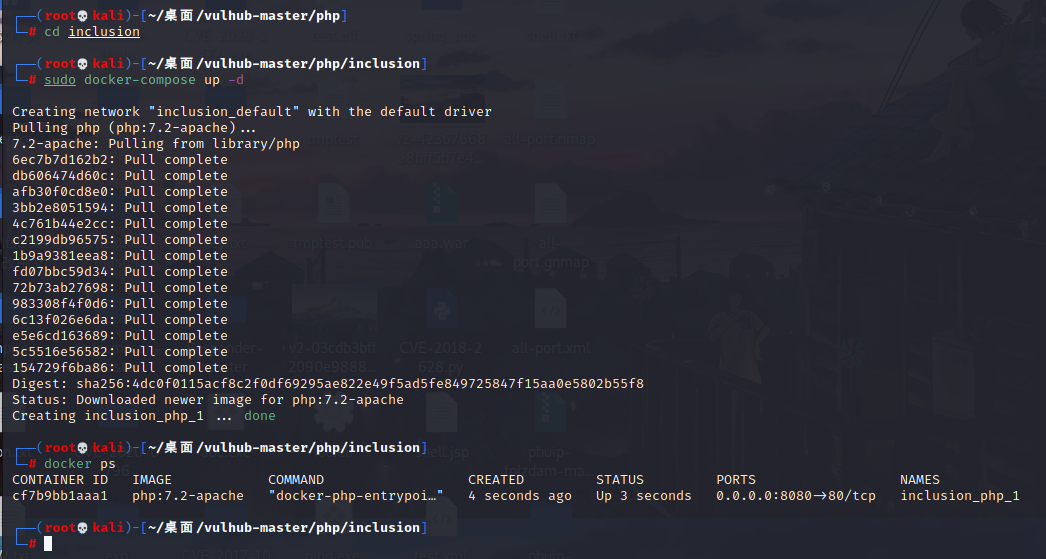 ┌──(root💀kali)-[~/桌面/vulhub-master/php]
└─# cd inclusion
┌──(root💀kali)-[~/桌面/vulhub-master/php/inclusion]
└─# sudo docker-compose up -d
Creating network "inclusion_default" with the default driver
Pulling php (php:7.2-apache)...
7.2-apache: Pulling from library/php
6ec7b7d162b2: Pull complete
db606474d60c: Pull complete
afb30f0cd8e0: Pull complete
3bb2e8051594: Pull complete
4c761b44e2cc: Pull complete
c2199db96575: Pull complete
1b9a9381eea8: Pull complete
fd07bbc59d34: Pull complete
72b73ab27698: Pull complete
983308f4f0d6: Pull complete
6c13f026e6da: Pull complete
e5e6cd163689: Pull complete
5c5516e56582: Pull complete
154729f6ba86: Pull complete
Digest: sha256:4dc0f0115acf8c2f0df69295ae822e49f5ad5fe849725847f15aa0e5802b55f8
Status: Downloaded newer image for php:7.2-apache
Creating inclusion_php_1 ... done
┌──(root💀kali)-[~/桌面/vulhub-master/php/inclusion]
└─# docker ps
CONTAINER ID IMAGE COMMAND CREATED STATUS PORTS NAMES
cf7b9bb1aaa1 php:7.2-apache "docker-php-entrypoi…" 4 seconds ago Up 3 seconds 0.0.0.0:8080->80/tcp inclusion_php_1
┌──(root💀kali)-[~/桌面/vulhub-master/php/inclusion]
└─#